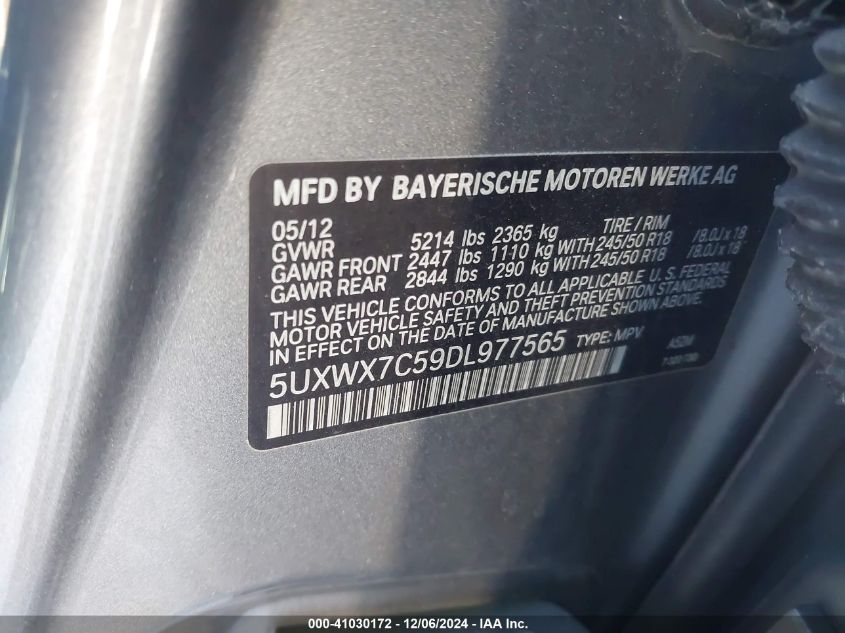 MFD BY BAYERISCHE MOTOREN WERKE AG
05/12 TIRE / RIM
GVWR 5214 lbs 2365 kg
GAWR FRONT 2447 lbs 1110 kg WITH 245/50 R18 /8.0J x 18
GAWR REAR 2844 lbs 1290 kg WITH 245/50 R18 /8.0J x 18
THIS VEHICLE CONFORMS TO ALL APPLICABLE U. S. FEDERAL
MOTOR VEHICLE SAFETY AND THEFT PREVENTION STANDARDS
IN EFFECT ON THE DATE OF MANUFACTURE SHOWN ABOVE.
5UXWX7C59DL977565 TYPE: MPV A52M
000-41030172 - 12/06/2024 - IAA Inc.